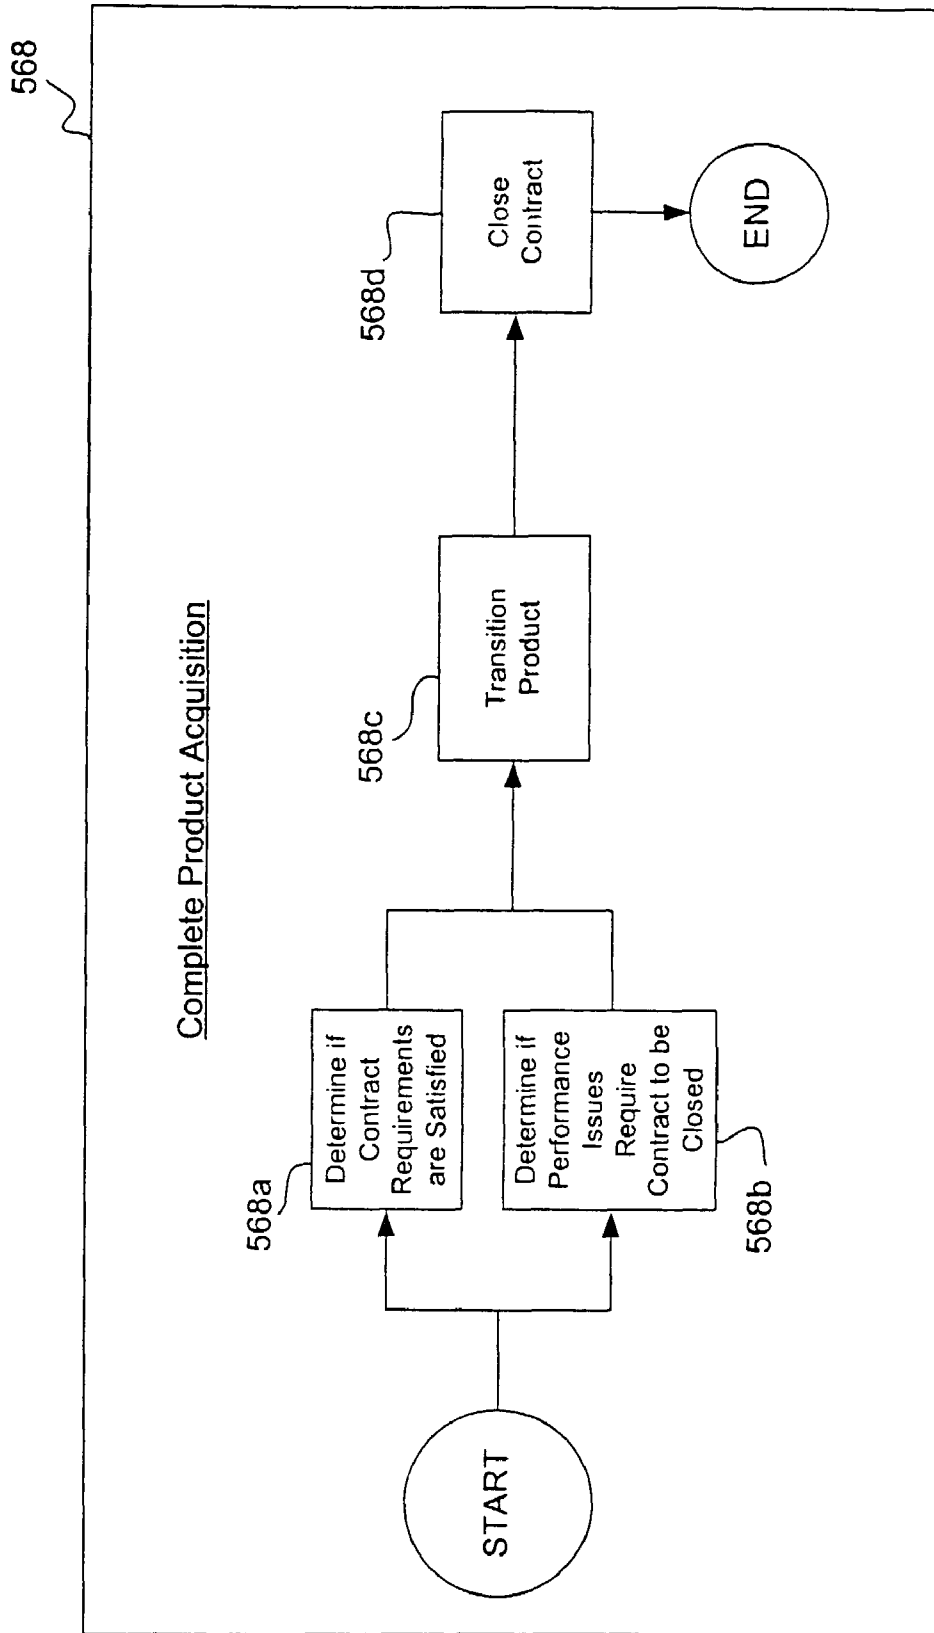 568
Complete Product Acquisition
START
568a
Determine if
Contract
Requirements
are Satisfied
Determine if
Performance
Issues
Require
Contract to be
Closed
568b
568c
Transition
Product
568d
Close
Contract
END